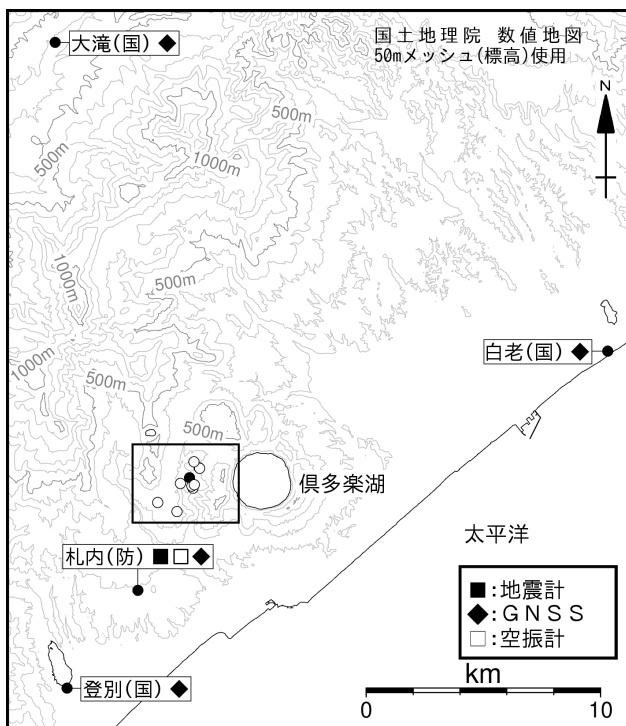 大滝(国)◆
国土地理院 数値地図
50mメッシュ(標高)使用
N
500m
500m
1000m
500m
1000m
1000m
白老(国)◆
500m
500m
倶多楽湖
太平洋
札内(防)■□◆
■:地震計
◆:GNSS
□:空振計
km
登別(国)◆
0
10